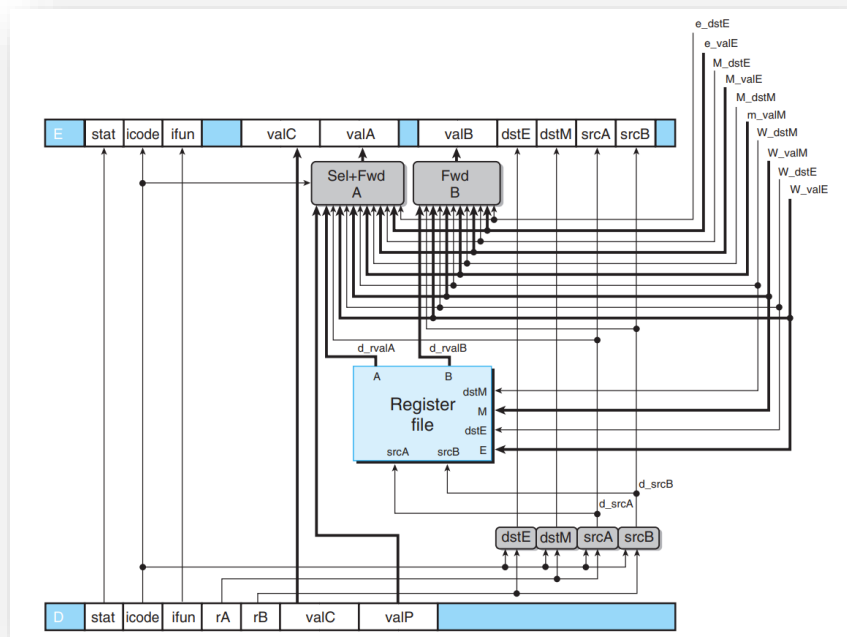 e_dstE
e_valE
M_dstE
M_valE
M_dstM
m_valM
W_dstM
W_valM
W_dstE
W_valE
E stat icode ifun valC valA valB dstE dstM srcA srcB
Sel+Fwd
A
Fwd
B
d_rvalA d_rvalB
A B
dstM
Register
file
M
dstE
srcA srcB E
d_srcB
d_srcA
dstE dstM srcA srcB
D stat icode ifun rA rB valC valP